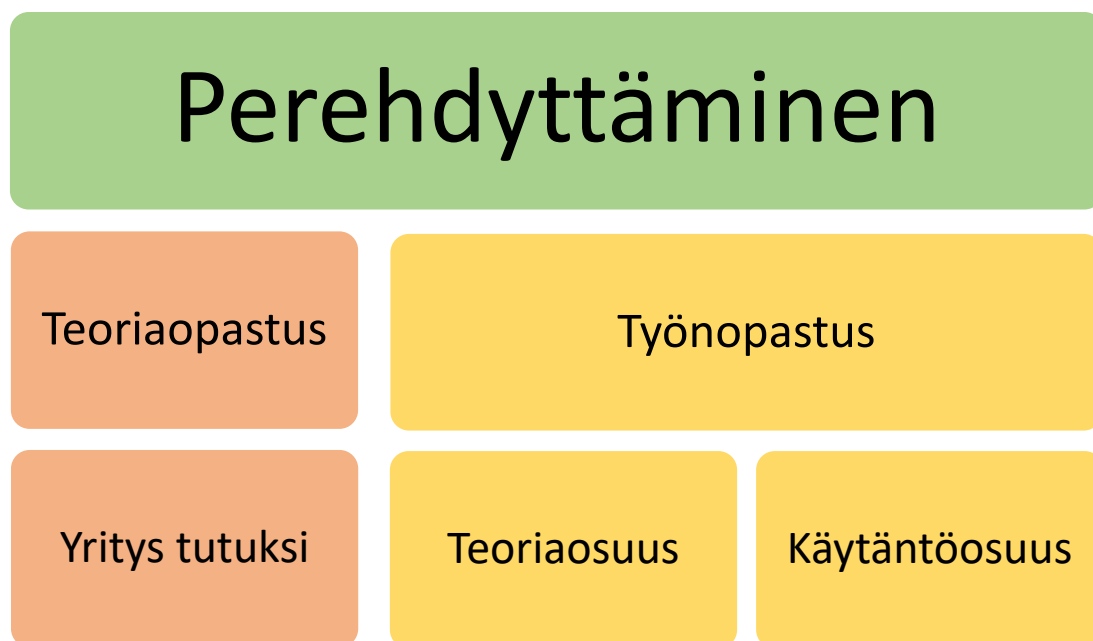 Perehdyttäminen
Teoriaopastus
Työnopastus
Yritys tutuksi
Teoriaosuus
Käytäntöosuus